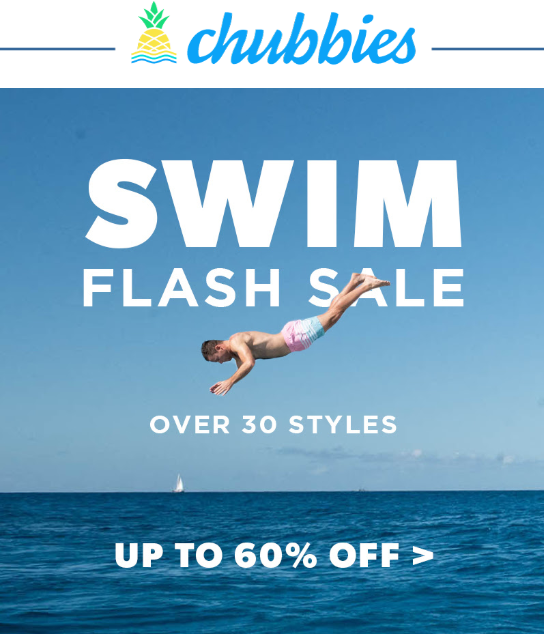 chubbies
SWIM
FLASH SALE
OVER 30 STYLES
UP TO 60% OFF >